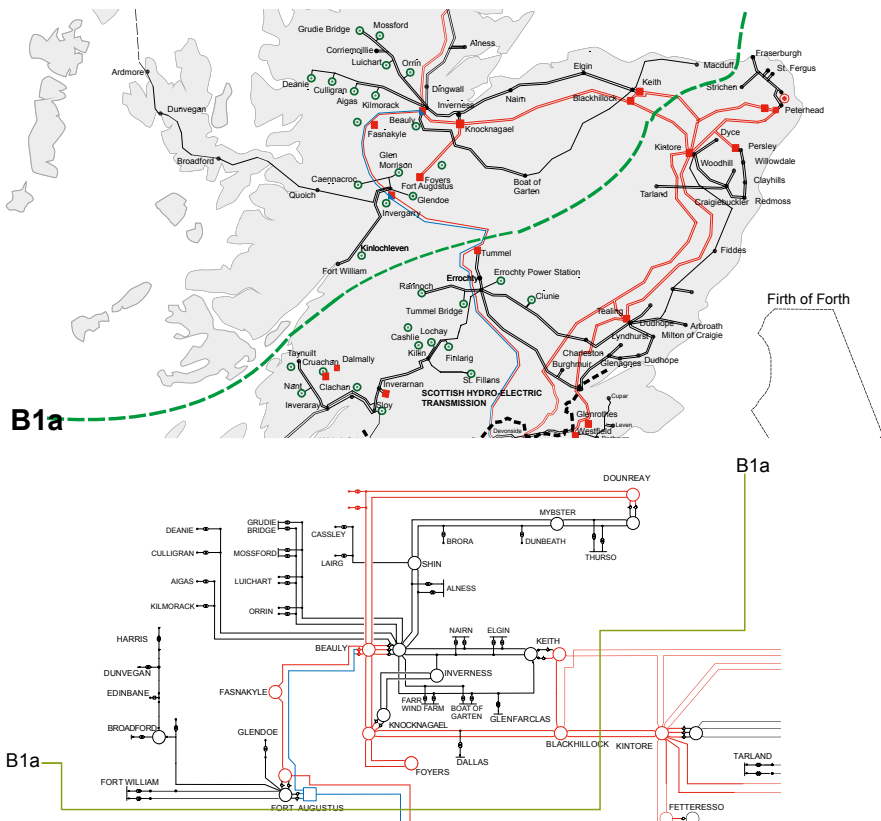 Grudie Bridge
Mossford
Alness
Corriemoillie
Luichart
Orrin
Deanie
Culligran
Aigas
Kilmorack
Dingwall
Inverness
Nairn
Elgin
Keith
Blackhillock
Macduff
Fraserburgh
St. Fergus
Strichen
Peterhead
Ardmore
Dunvegan
Broadford
Beauly
Fasnakyle
Knocknagael
Glen
Morrison
Foyers
Fort Augustus
Glendoe
Caennacroc
Quoich
Invergarry
Boat of
Garten
Kintore
Dyce
Persley
Woodhill
Willowdale
Clayhills
Tarland
Craigiebuckler
Redmoss
Kinlochleven
Fort William
Tummel
Fiddes
Errochty
Errochty Power Station
Rannoch
Clunie
Tummel Bridge
Tealing
Dudhope
Arbroath
Milton of Craigie
Lyndhurst
Charleston
Dudhope
Glenagnes
Burghmuir
Cashlie
Lochay
Killin
Finlarig
St. Fillans
Taynuilt
Cruachan
Dalmally
Nant
Clachan
Inverarnan
Inveraray
Sloy
SCOTTISH HYDRO-ELECTRIC
TRANSMISSION
Cupar
Glenrothes
Leven
Westfield
Devonside
Firth of Forth
B1a
B1a
DOUNREAY
MYBSTER
GRUDIE
BRIDGE
CASSLEY
DEANIE
CULLIGRAN
MOSSFORD
LAIRG
BRORA
DUNBEATH
THURSO
SHIN
AIGAS
LUICHART
ALNESS
KILMORACK
ORRIN
HARRIS
BEAULY
NAIRN
ELGIN
KEITH
DUNVEGAN
INVERNESS
EDINBANE
FASNAKYLE
FARR
WIND FARM
BOAT OF
GARTEN
GLENFARCLAS
BROADFORD
GLENDOE
KNOCKNAGAEL
BLACKHILLOCK
KINTORE
DALLAS
FOYERS
TARLAND
B1a
FORT WILLIAM
FORT AUGUSTUS
FETTERESSO